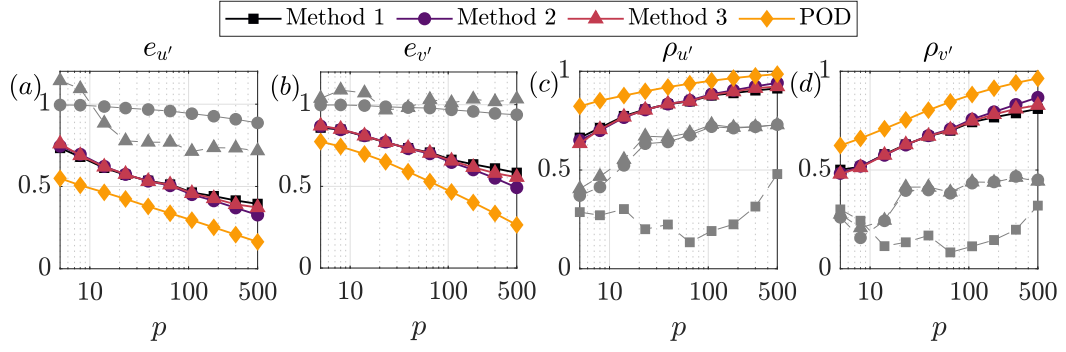 Method 1 Method 2 Method 3 POD
e_{u'} e_{v'} ρ_{u'} ρ_{v'}
(a) (b) (c) (d)
1 1 1 1
0.5 0.5 0.5 0.5
0 0 0 0
10 100 500 10 100 500 10 100 500 10 100 500
p p p p